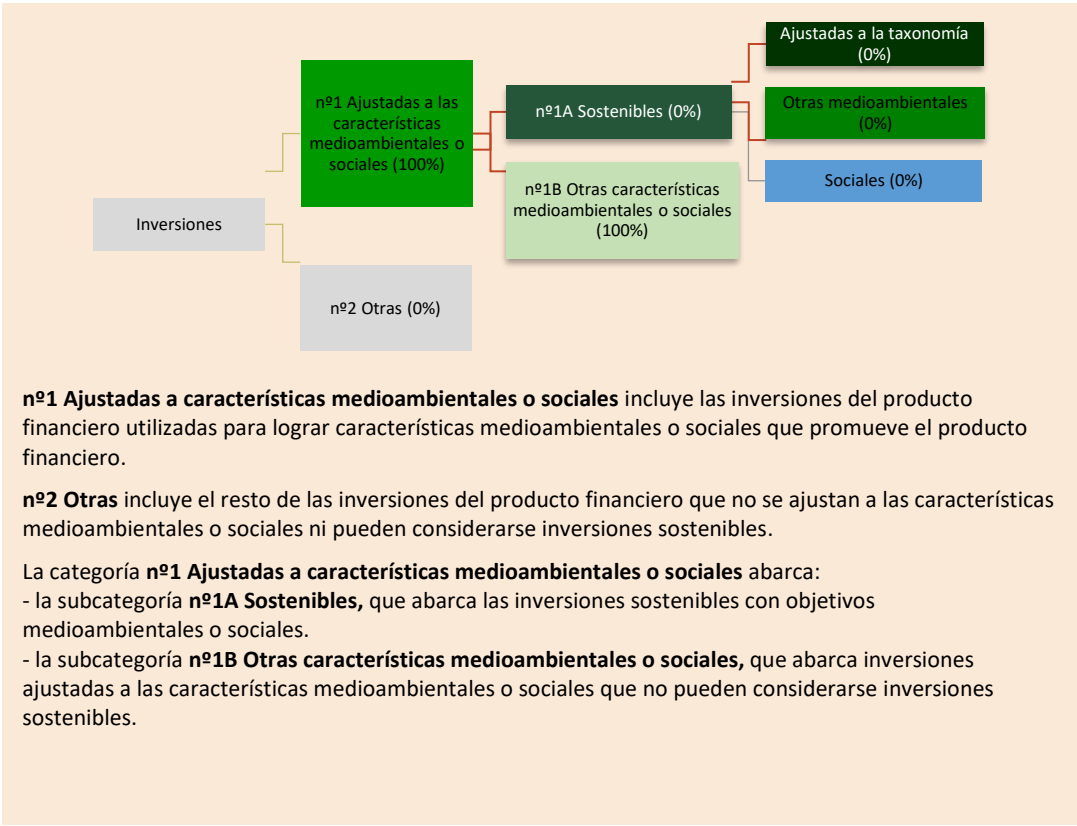 Ajustadas a la taxonomía
(0%)
nº1 Ajustadas a las
características
medioambientales o
sociales (100%)
nº1A Sostenibles (0%)
Otras medioambientales
(0%)
Sociales (0%)
nº1B Otras características
medioambientales o sociales
(100%)
Inversiones
nº2 Otras (0%)
nº1 Ajustadas a características medioambientales o sociales incluye las inversiones del producto
financiero utilizadas para lograr características medioambientales o sociales que promueve el producto
financiero.
nº2 Otras incluye el resto de las inversiones del producto financiero que no se ajustan a las características
medioambientales o sociales ni pueden considerarse inversiones sostenibles.
La categoría nº1 Ajustadas a características medioambientales o sociales abarca:
- la subcategoría nº1A Sostenibles, que abarca las inversiones sostenibles con objetivos
medioambientales o sociales.
- la subcategoría nº1B Otras características medioambientales o sociales, que abarca inversiones
ajustadas a las características medioambientales o sociales que no pueden considerarse inversiones
sostenibles.